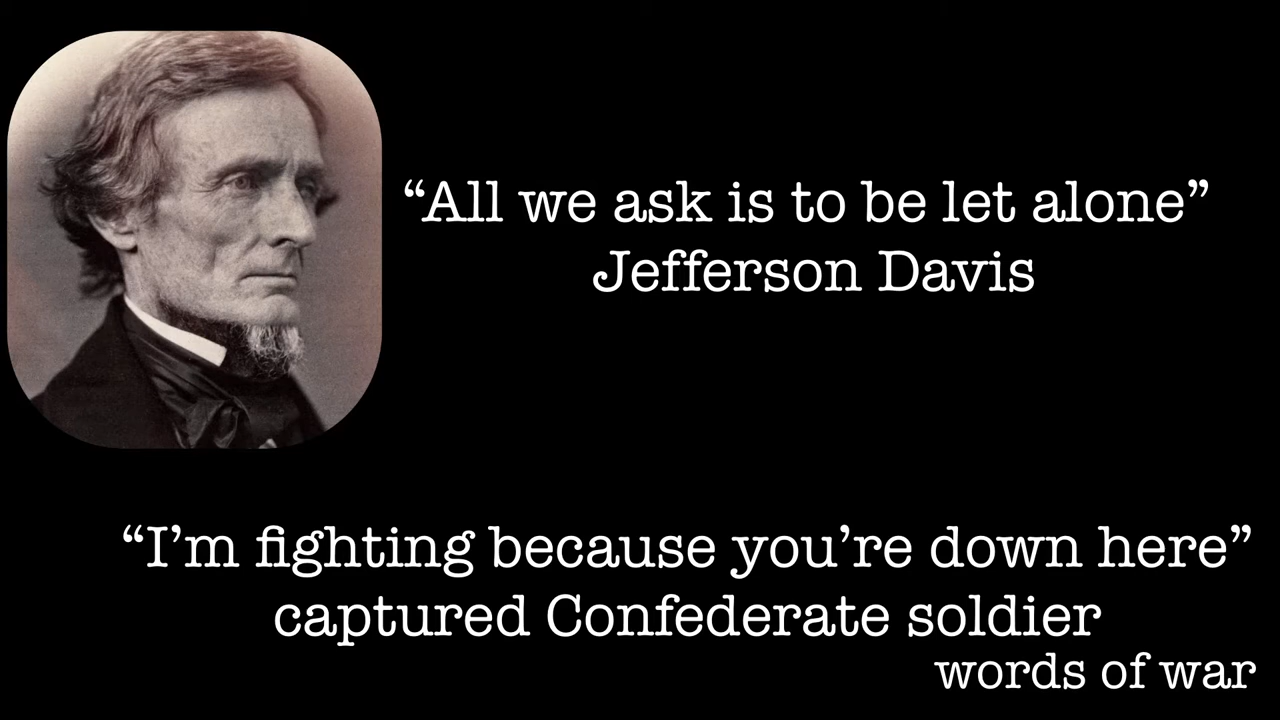 “All we ask is to be let alone”
Jefferson Davis
“I’m fighting because you’re down here”
captured Confederate soldier
words of war